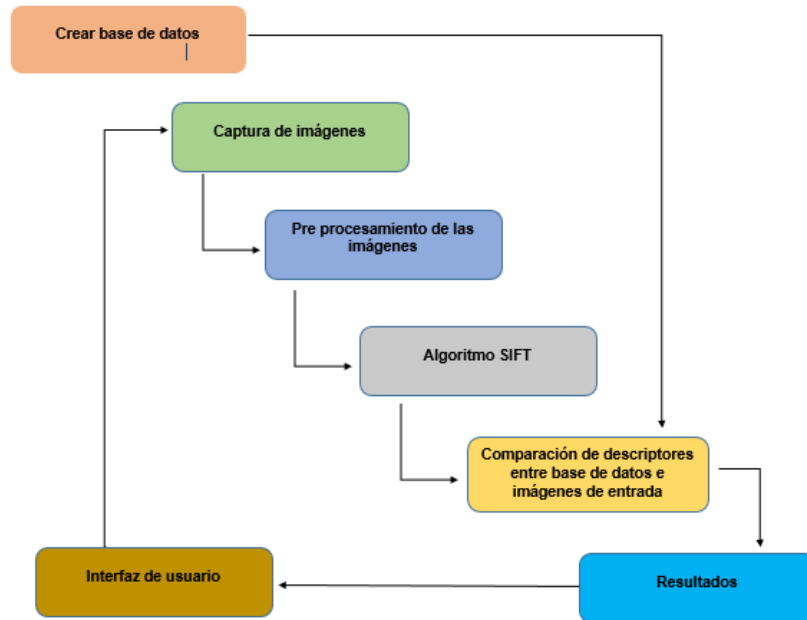 Crear base de datos
Captura de imágenes
Pre procesamiento de las
imágenes
Algoritmo SIFT
Comparación de descriptores
entre base de datos e
imágenes de entrada
Interfaz de usuario
Resultados